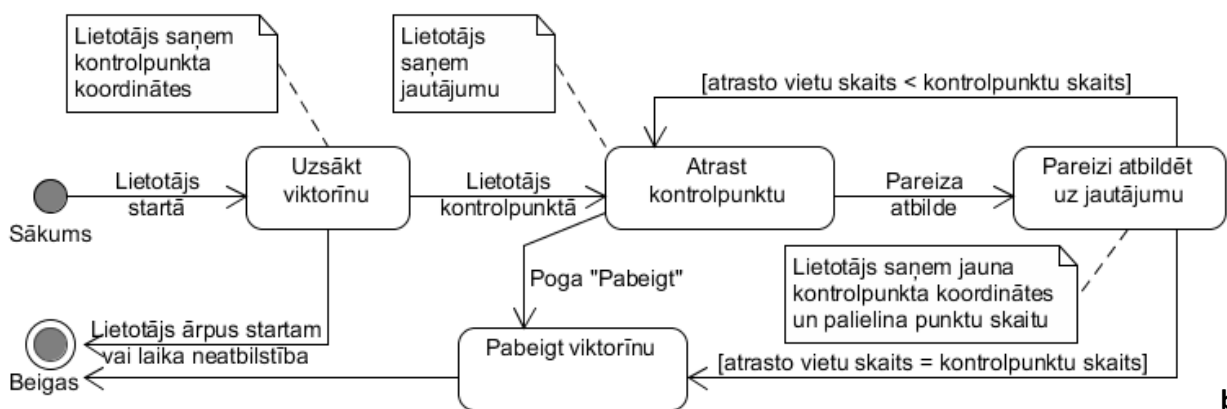 Lietotājs saņem
kontrolpunkta
koordinātes
Lietotājs
saņem
jautājumu
[atrasto vietu skaits < kontrolpunktu skaits]
Sākums
Lietotājs
startā
Uzsākt
viktorīnu
Lietotājs
kontrolpunktā
Atrast
kontrolpunktu
Pareiza
atbilde
Pareizi atbildēt
uz jautājumu
Poga "Pabeigt"
Lietotājs saņem jauna
kontrolpunkta koordinātes
un palielina punktu skaitu
Lietotājs ārpus startam
vai laika neatbilstība
Beigas
Pabeigt viktorīnu
[atrasto vietu skaits = kontrolpunktu skaits]